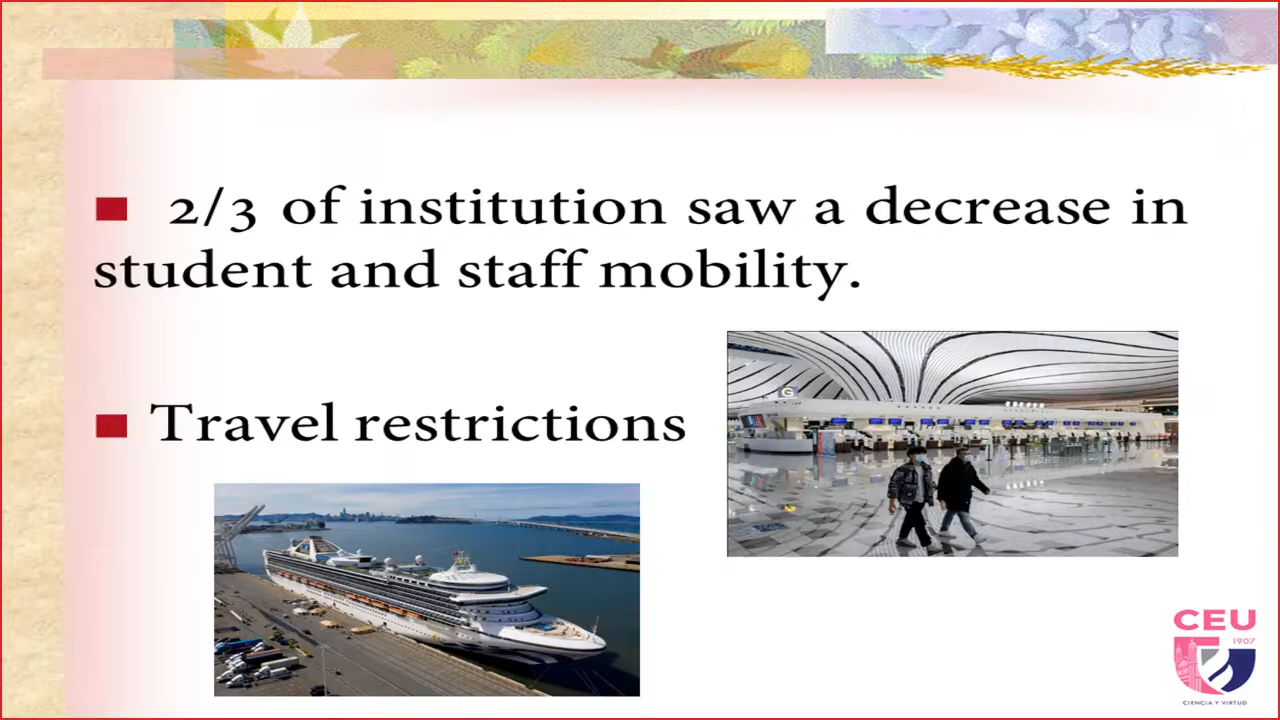 2/3 of institution saw a decrease in
student and staff mobility.
Travel restrictions
G
CEU
1907
CIENCIA Y VIRTUD